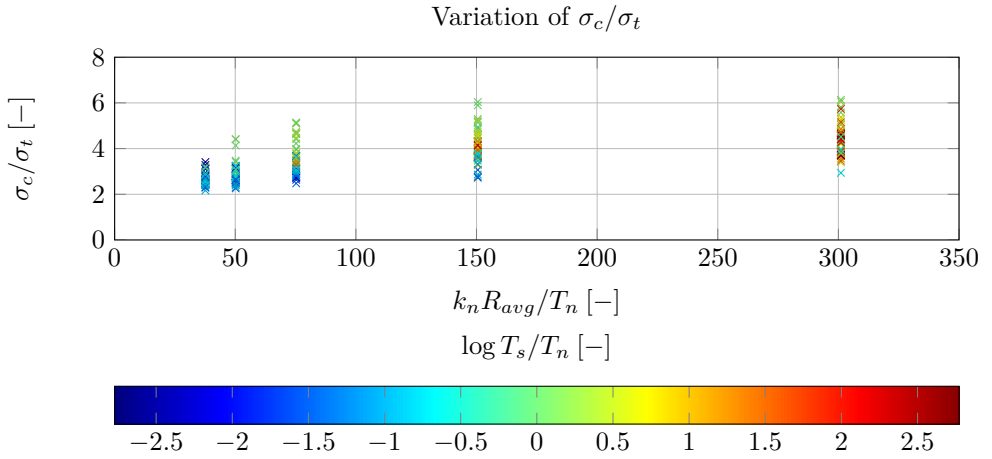 Variation of σ_c/σ_t
σ_c/σ_t [−]
8
6
4
2
0
0 50 100 150 200 250 300 350
k_n R_{avg}/T_n [−]
log T_s/T_n [−]
−2.5 −2 −1.5 −1 −0.5 0 0.5 1 1.5 2 2.5